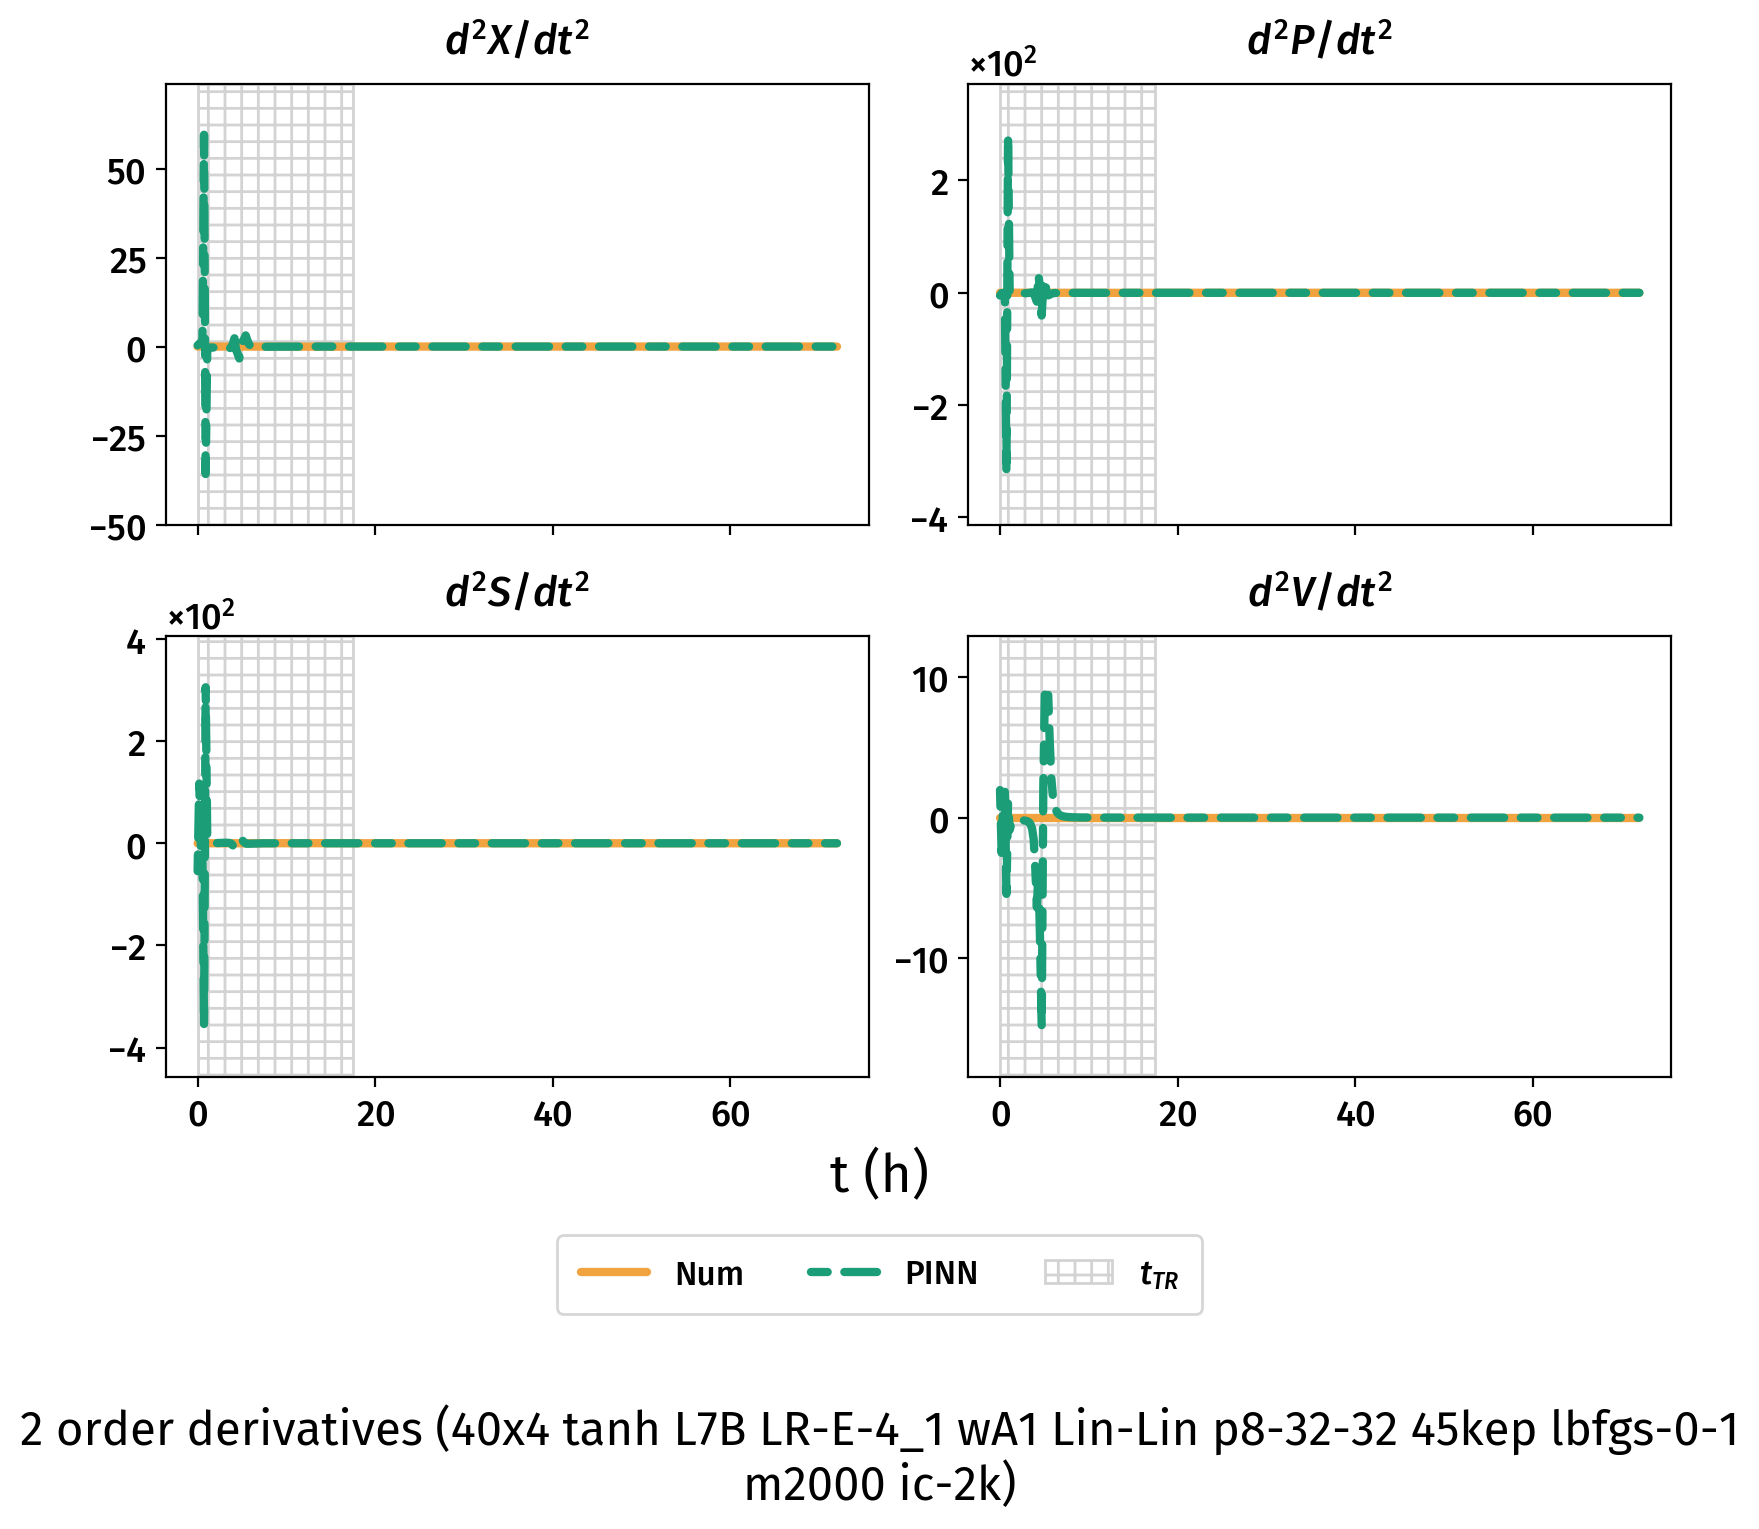 d²X/dt²
50
25
0
−25
−50
d²P/dt²
×10²
2
0
−2
−4
d²S/dt²
×10²
4
2
0
−2
−4
0 20 40 60
d²V/dt²
10
0
−10
0 20 40 60
t (h)
Num PINN t_TR
2 order derivatives (40x4 tanh L7B LR-E-4_1 wA1 Lin-Lin p8-32-32 45kep lbfgs-0-1
m2000 ic-2k)